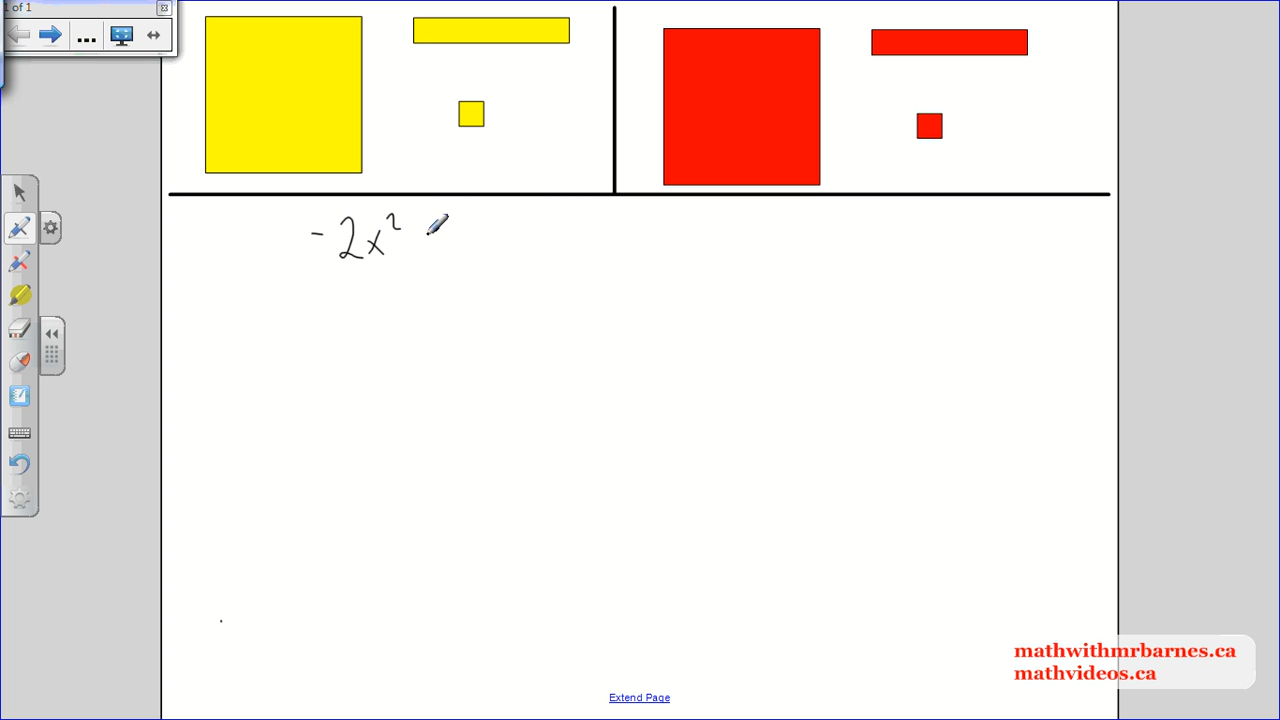 1 of 1
...
-2x²
mathwithmrbarnes.ca
mathvideos.ca
Extend Page